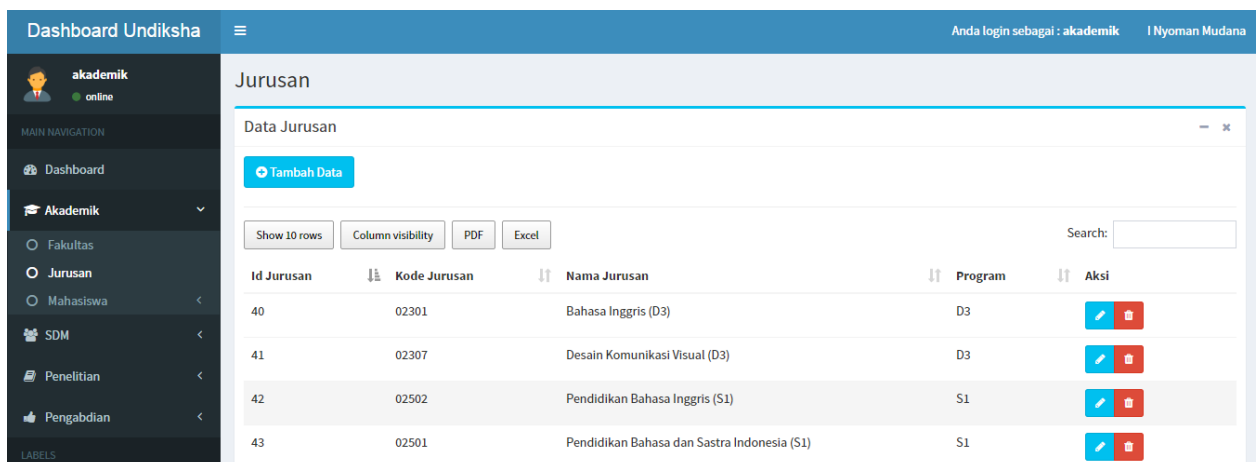 Dashboard Undiksha
Anda login sebagai : akademik I Nyoman Mudana
akademik
online
MAIN NAVIGATION
Dashboard
Akademik
Fakultas
Jurusan
Mahasiswa
SDM
Penelitian
Pengabdian
LABELS
Jurusan
Data Jurusan
Tambah Data
Show 10 rows Column visibility PDF Excel
Search:
Id Jurusan Kode Jurusan Nama Jurusan Program Aksi
40 02301 Bahasa Inggris (D3) D3
41 02307 Desain Komunikasi Visual (D3) D3
42 02502 Pendidikan Bahasa Inggris (S1) S1
43 02501 Pendidikan Bahasa dan Sastra Indonesia (S1) S1